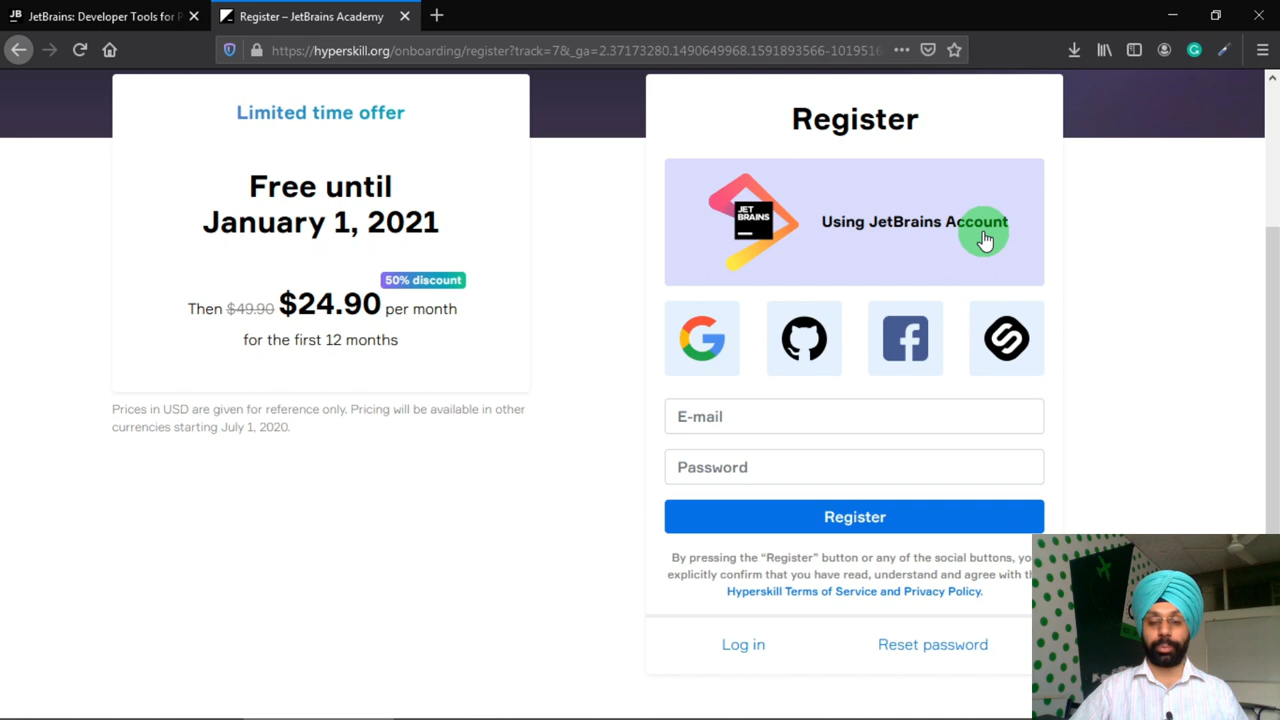 JB JetBrains: Developer Tools for P
Register – JetBrains Academy
https://hyperskill.org/onboarding/register?track=7&_ga=2.37173280.1490649968.1591893566-101951
Limited time offer
Free until
January 1, 2021
50% discount
Then $49.90 $24.90 per month
for the first 12 months
Prices in USD are given for reference only. Pricing will be available in other
currencies starting July 1, 2020.
Register
JET
BRAINS
Using JetBrains Account
E-mail
Password
Register
By pressing the “Register” button or any of the social buttons, yo
explicitly confirm that you have read, understand and agree with th
Hyperskill Terms of Service and Privacy Policy.
Log in
Reset password